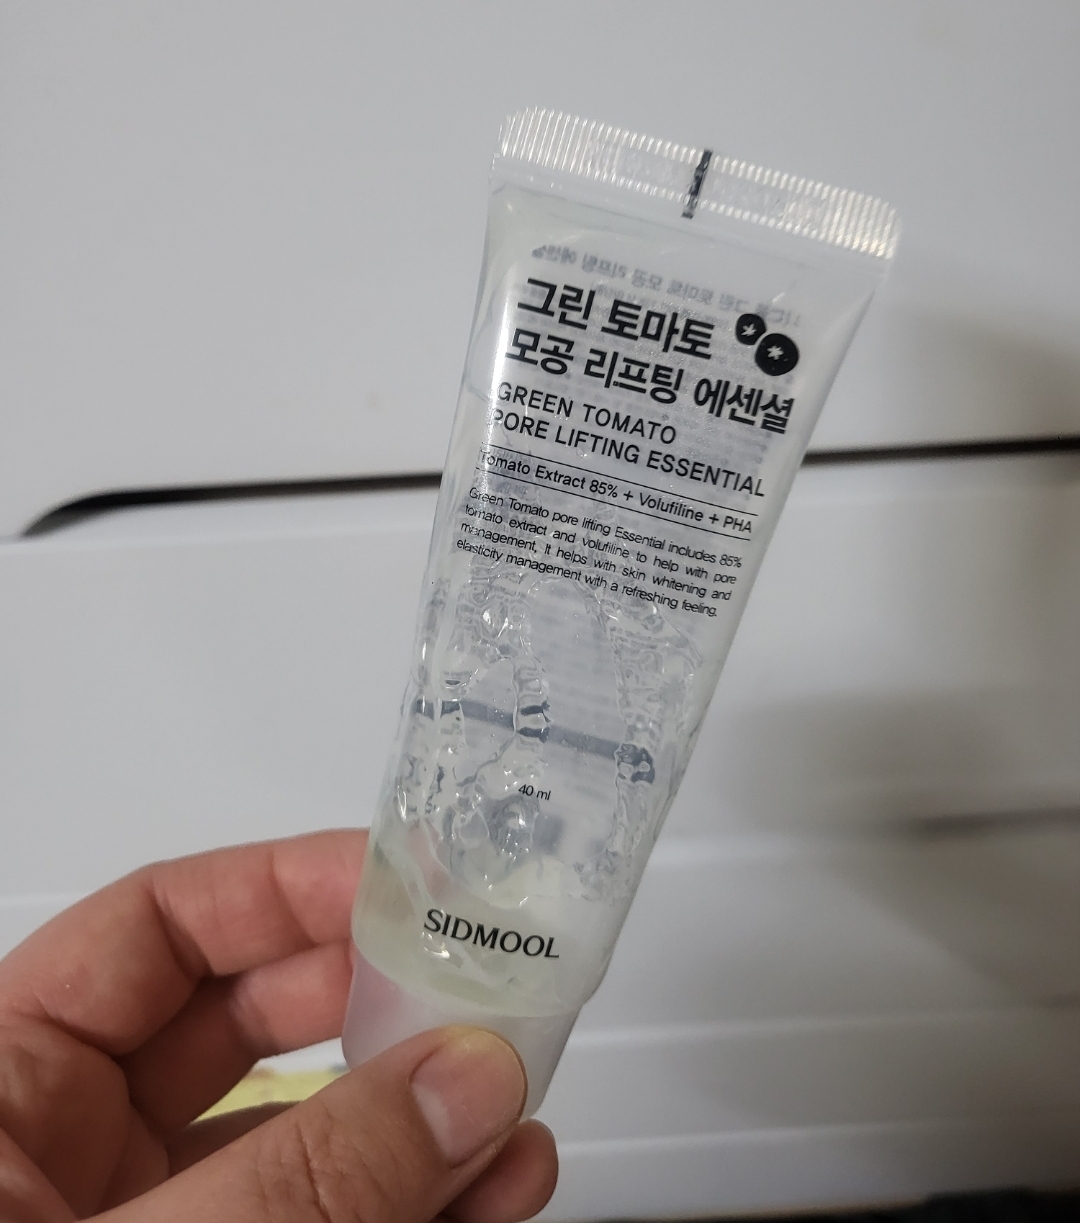 그린 토마토
모공 리프팅 에센셜
GREEN TOMATO
PORE LIFTING ESSENTIAL
Tomato Extract 85% + Volufiline + PHA
Green Tomato pore lifting Essential includes 85%
tomato extract and volufiline to help with pore
management, It helps with skin whitening and
elasticity management with a refreshing feeling.
40 ml
SIDMOOL